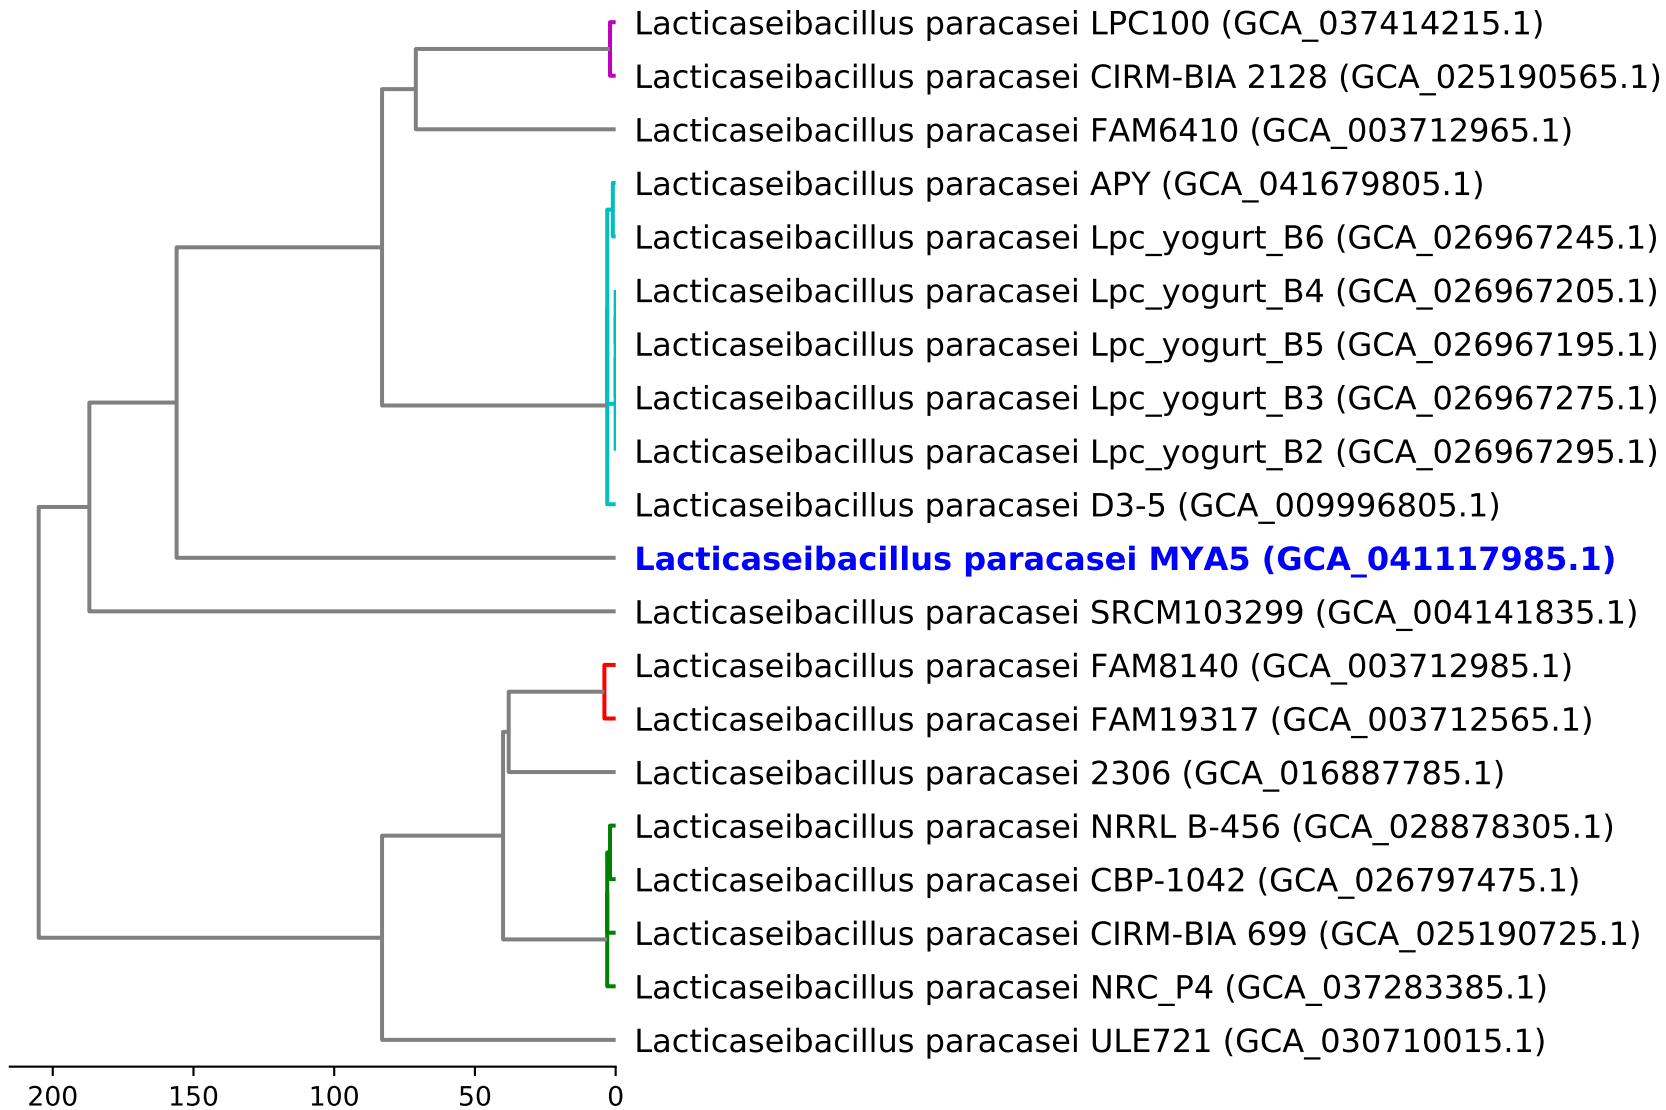 Lacticaseibacillus paracasei LPC100 (GCA_037414215.1)
Lacticaseibacillus paracasei CIRM-BIA 2128 (GCA_025190565.1)
Lacticaseibacillus paracasei FAM6410 (GCA_003712965.1)
Lacticaseibacillus paracasei APY (GCA_041679805.1)
Lacticaseibacillus paracasei Lpc_yogurt_B6 (GCA_026967245.1)
Lacticaseibacillus paracasei Lpc_yogurt_B4 (GCA_026967205.1)
Lacticaseibacillus paracasei Lpc_yogurt_B5 (GCA_026967195.1)
Lacticaseibacillus paracasei Lpc_yogurt_B3 (GCA_026967275.1)
Lacticaseibacillus paracasei Lpc_yogurt_B2 (GCA_026967295.1)
Lacticaseibacillus paracasei D3-5 (GCA_009996805.1)
Lacticaseibacillus paracasei MYA5 (GCA_041117985.1)
Lacticaseibacillus paracasei SRCM103299 (GCA_004141835.1)
Lacticaseibacillus paracasei FAM8140 (GCA_003712985.1)
Lacticaseibacillus paracasei FAM19317 (GCA_003712565.1)
Lacticaseibacillus paracasei 2306 (GCA_016887785.1)
Lacticaseibacillus paracasei NRRL B-456 (GCA_028878305.1)
Lacticaseibacillus paracasei CBP-1042 (GCA_026797475.1)
Lacticaseibacillus paracasei CIRM-BIA 699 (GCA_025190725.1)
Lacticaseibacillus paracasei NRC_P4 (GCA_037283385.1)
Lacticaseibacillus paracasei ULE721 (GCA_030710015.1)
200 150 100 50 0